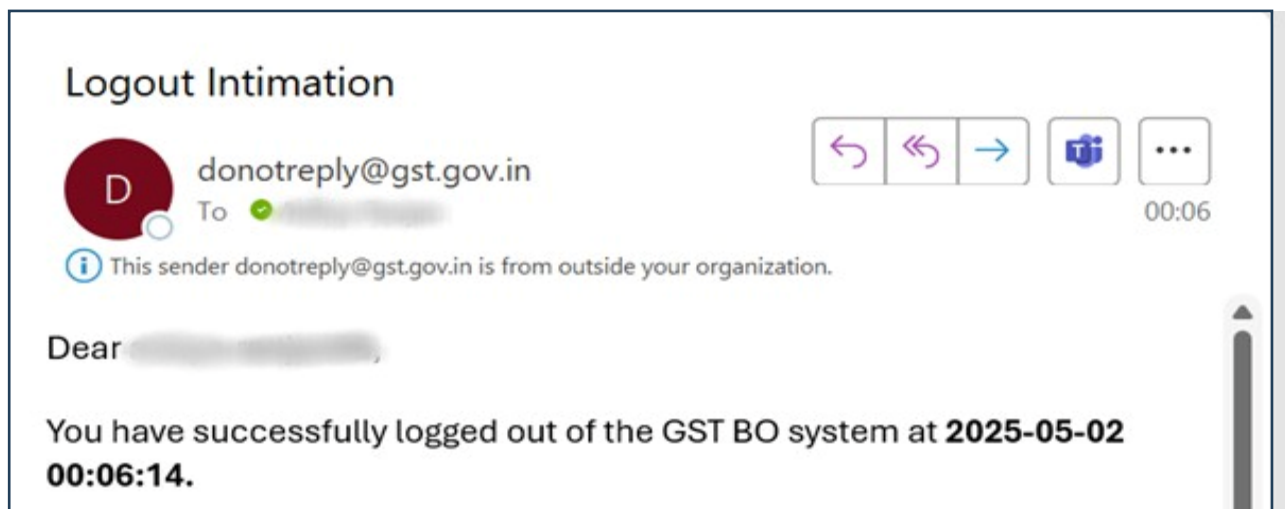 Logout Intimation
D
donotreply@gst.gov.in
To
00:06
This sender donotreply@gst.gov.in is from outside your organization.
Dear
You have successfully logged out of the GST BO system at 2025-05-02
00:06:14.